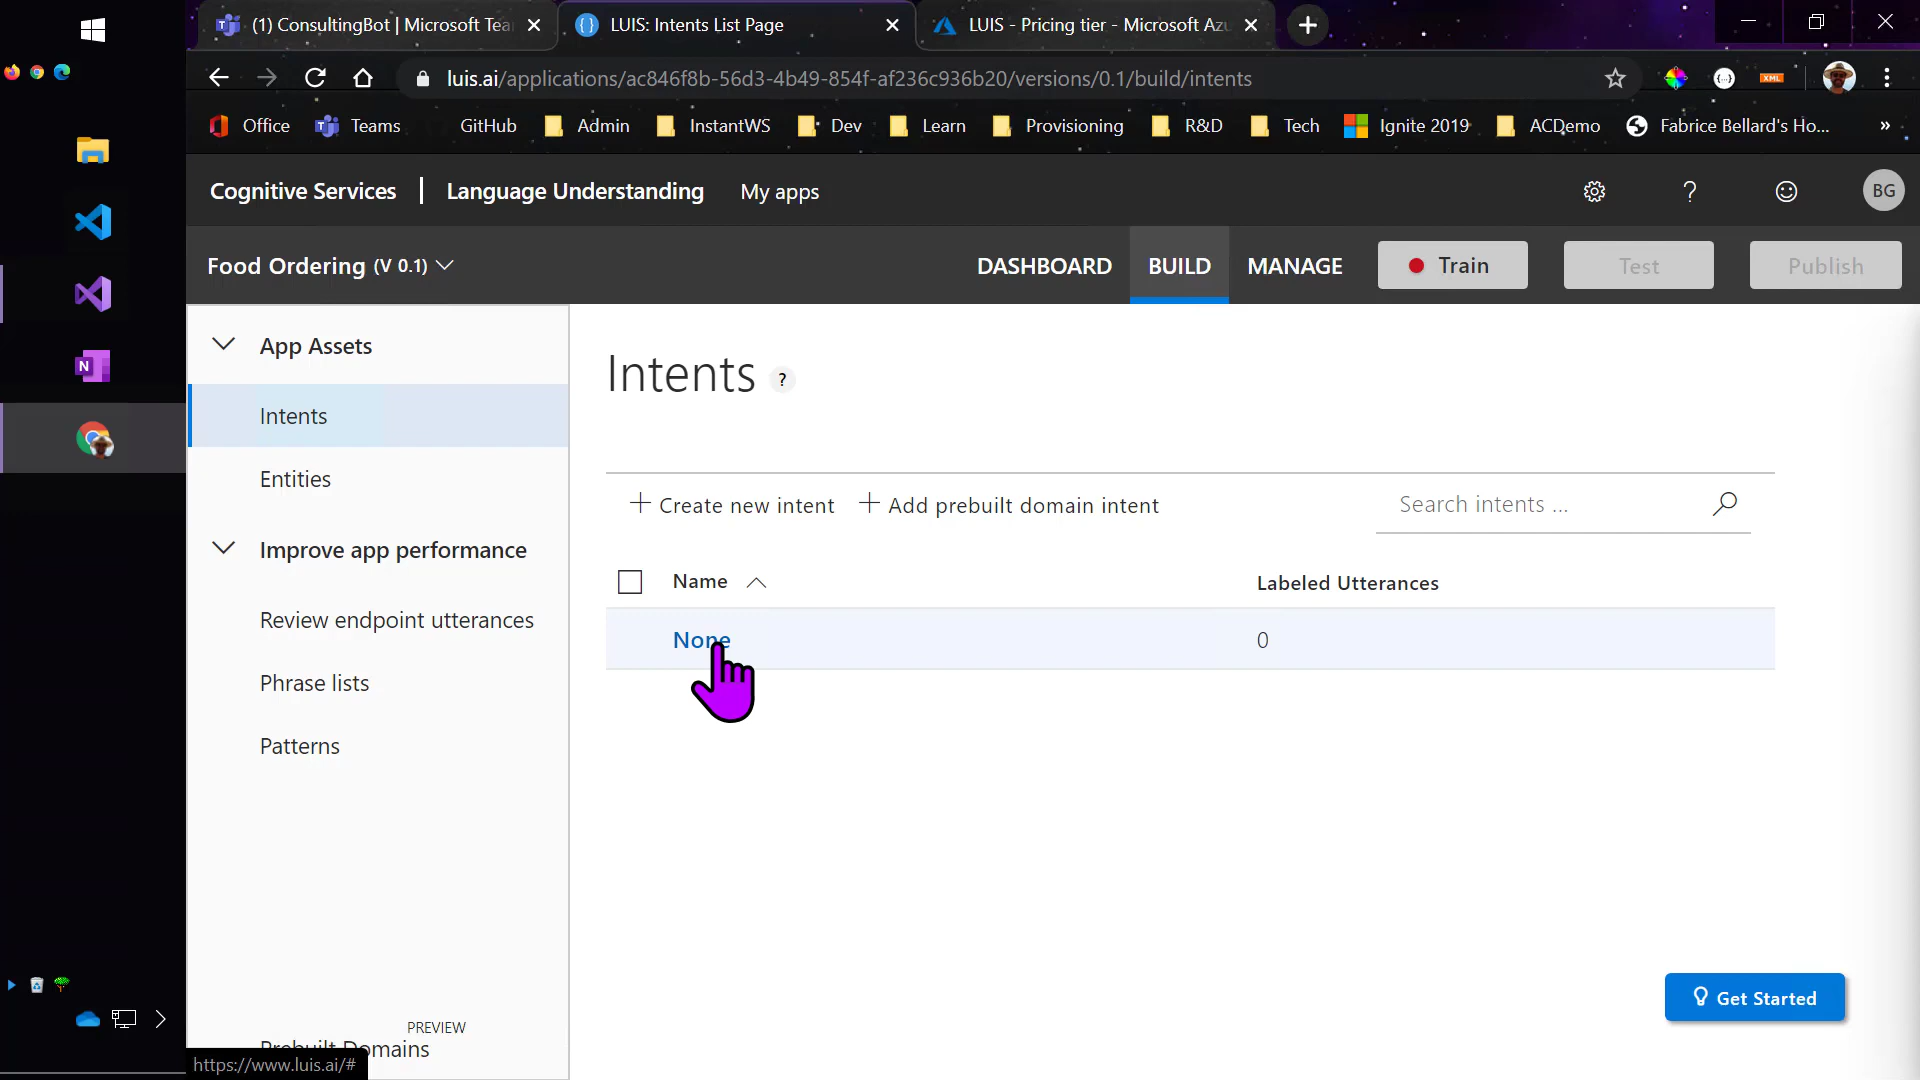 (1) ConsultingBot | Microsoft Tea
LUIS: Intents List Page
LUIS - Pricing tier - Microsoft Azu
luis.ai/applications/ac846f8b-56d3-4b49-854f-af236c936b20/versions/0.1/build/intents
XML
Office
Teams
GitHub
Admin
InstantWS
Dev
Learn
Provisioning
R&D
Tech
Ignite 2019
ACDemo
Fabrice Bellard's Ho...
»
Cognitive Services | Language Understanding My apps
?
BG
Food Ordering (V 0.1)
DASHBOARD
BUILD
MANAGE
Train
Test
Publish
App Assets
Intents
Entities
Improve app performance
Review endpoint utterances
Phrase lists
Patterns
PREVIEW
Prebuilt Domains
https://www.luis.ai/#
Intents ?
+ Create new intent
+ Add prebuilt domain intent
Search intents ...
Name
Labeled Utterances
None
0
Get Started
N